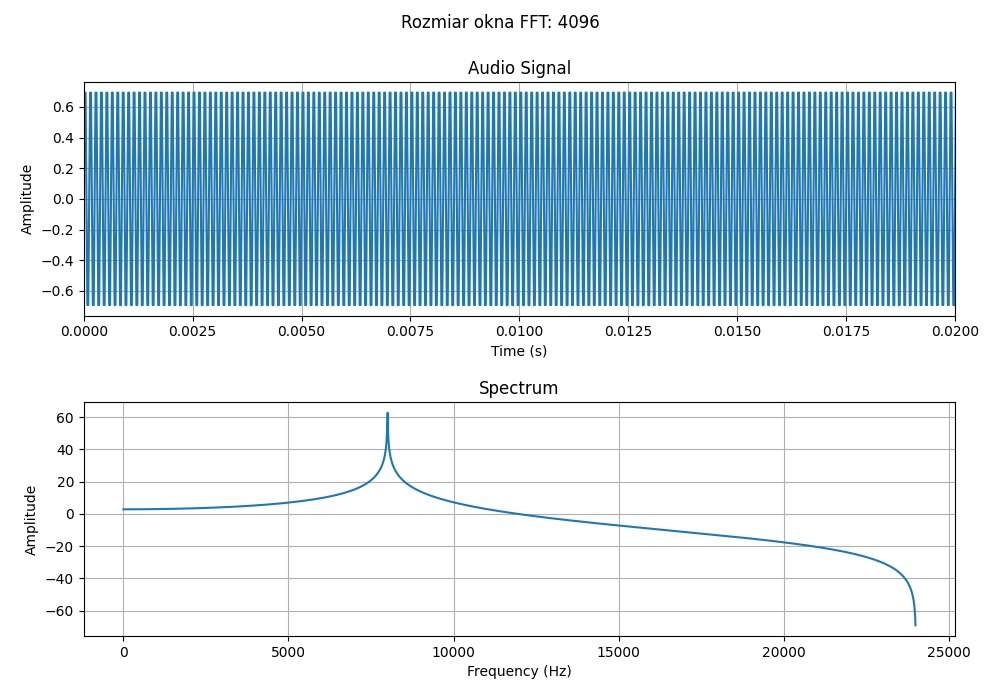 Rozmiar okna FFT: 4096
Audio Signal
Amplitude
0.6
0.4
0.2
0.0
−0.2
−0.4
−0.6
0.0000 0.0025 0.0050 0.0075 0.0100 0.0125 0.0150 0.0175 0.0200
Time (s)
Spectrum
Amplitude
60
40
20
0
−20
−40
−60
0 5000 10000 15000 20000 25000
Frequency (Hz)